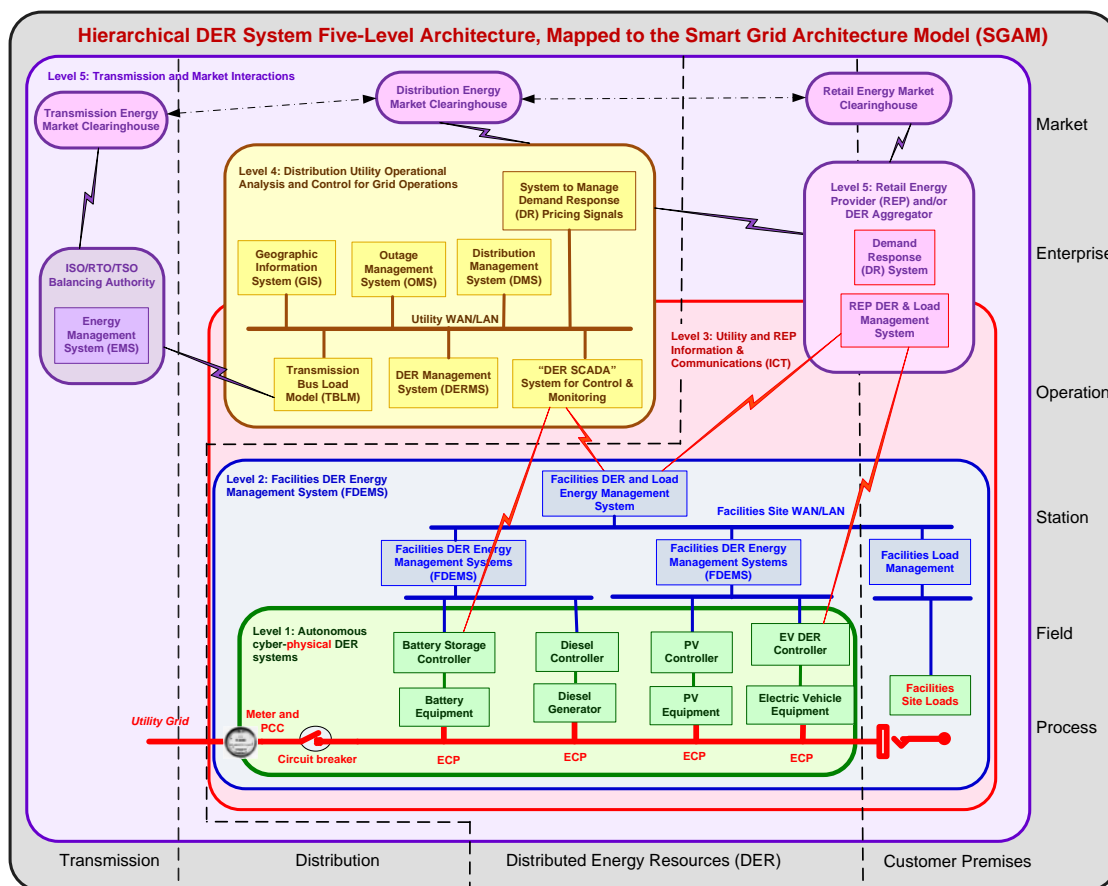 Hierarchical DER System Five-Level Architecture, Mapped to the Smart Grid Architecture Model (SGAM)
Level 5: Transmission and Market Interactions
Transmission Energy
Market Clearinghouse
Distribution Energy
Market Clearinghouse
Retail Energy Market
Clearinghouse
Market
Level 4: Distribution Utility Operational
Analysis and Control for Grid Operations
System to Manage
Demand Response
(DR) Pricing Signals
Level 5: Retail Energy
Provider (REP) and/or
DER Aggregator
Demand
Response
(DR) System
REP DER & Load
Management
System
Enterprise
ISO/RTO/TSO
Balancing Authority
Energy
Management
System (EMS)
Geographic
Information
System (GIS)
Outage
Management
System (OMS)
Distribution
Management
System (DMS)
Utility WAN/LAN
Transmission
Bus Load
Model (TBLM)
DER Management
System (DERMS)
“DER SCADA”
System for Control &
Monitoring
Level 3: Utility and REP
Information &
Communications (ICT)
Operation
Level 2: Facilities DER Energy
Management System (FDEMS)
Facilities DER and Load
Energy Management
System
Facilities Site WAN/LAN
Station
Facilities DER Energy
Management Systems
(FDEMS)
Facilities DER Energy
Management Systems
(FDEMS)
Facilities Load
Management
Level 1: Autonomous
cyber-physical DER
systems
Battery Storage
Controller
Diesel
Controller
PV
Controller
EV DER
Controller
Field
Battery
Equipment
Diesel
Generator
PV
Equipment
Electric Vehicle
Equipment
Facilities
Site Loads
Utility Grid
Meter and
PCC
Circuit breaker
ECP
ECP
ECP
ECP
Process
Transmission
Distribution
Distributed Energy Resources (DER)
Customer Premises